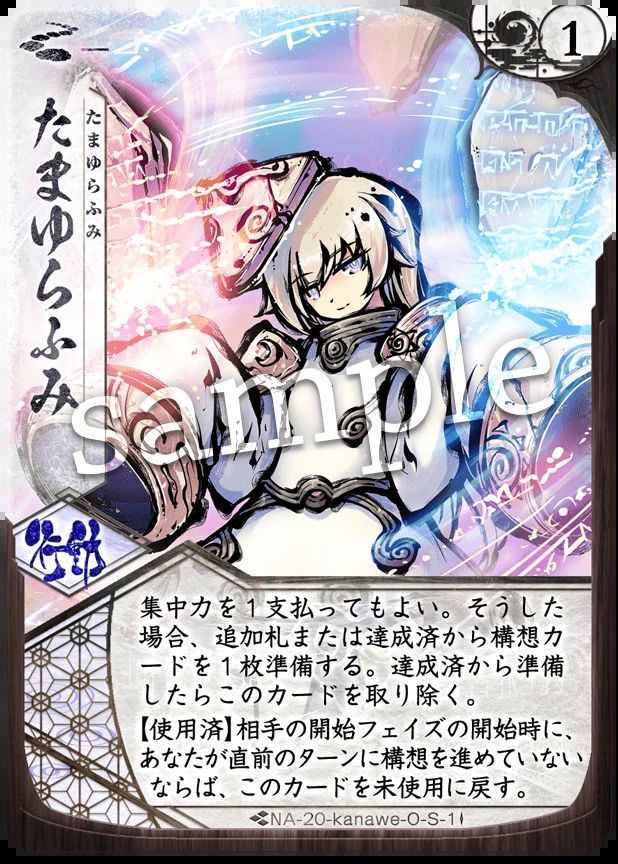 1
たまゆらふみ
たまゆらふみ
sample
行動
集中力を１支払ってもよい。そうした
場合、追加札または達成済から構想カ
ードを１枚準備する。達成済から準備
したらこのカードを取り除く。
【使用済】相手の開始フェイズの開始時に、
あなたが直前のターンに構想を進めていない
ならば、このカードを未使用に戻す。
NA-20-kanawe-O-S-1